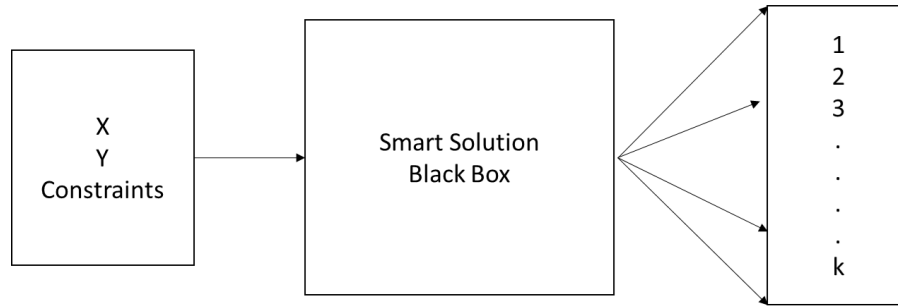 X
Y
Constraints
Smart Solution
Black Box
1
2
3
.
.
.
.
k